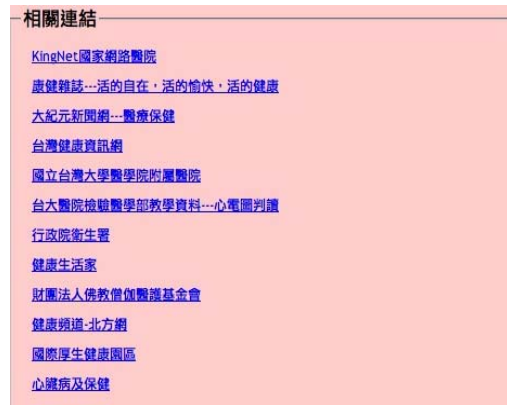 相關連結
KingNet國家網路醫院
康健雜誌---活的自在，活的愉快，活的健康
大紀元新聞網---醫療保健
台灣健康資訊網
國立台灣大學醫學院附屬醫院
台大醫院檢驗醫學部教學資料---心電圖判讀
行政院衛生署
健康生活家
財團法人佛教僧伽醫護基金會
健康頻道-北方網
國際厚生健康園區
心臟病及保健